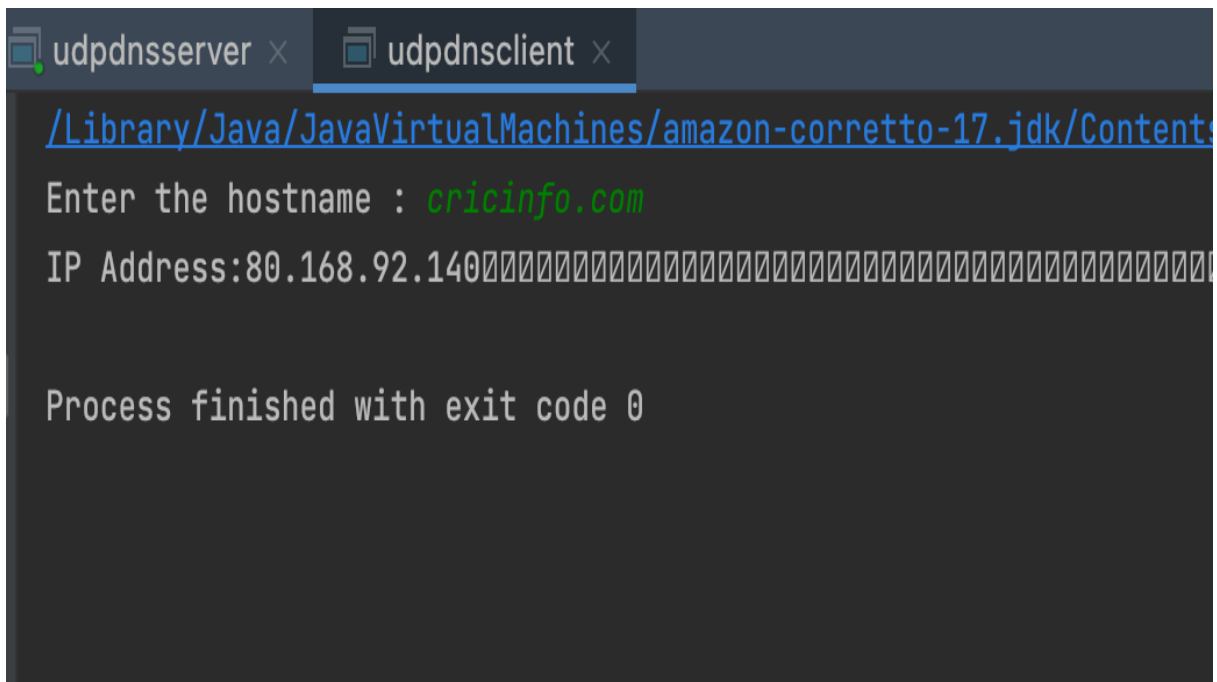 udpdnsserver × udpdnsclient ×
/Library/Java/JavaVirtualMachines/amazon-corretto-17.jdk/Contents
Enter the hostname : cricinfo.com
IP Address:80.168.92.140
Process finished with exit code 0